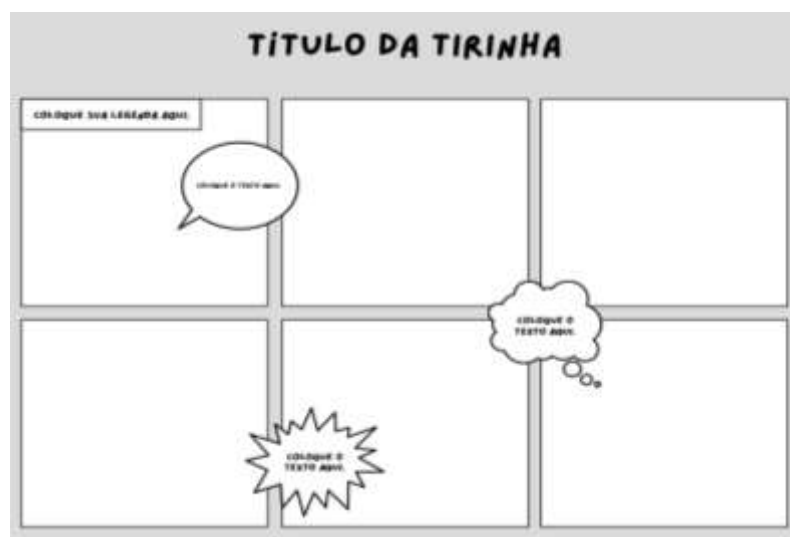 TÍTULO DA TIRINHA
COLOQUE SUA LEGENDA AQUI.
COLOQUE O TEXTO AQUI.
COLOQUE O
TEXTO AQUI.
COLOQUE O
TEXTO AQUI.